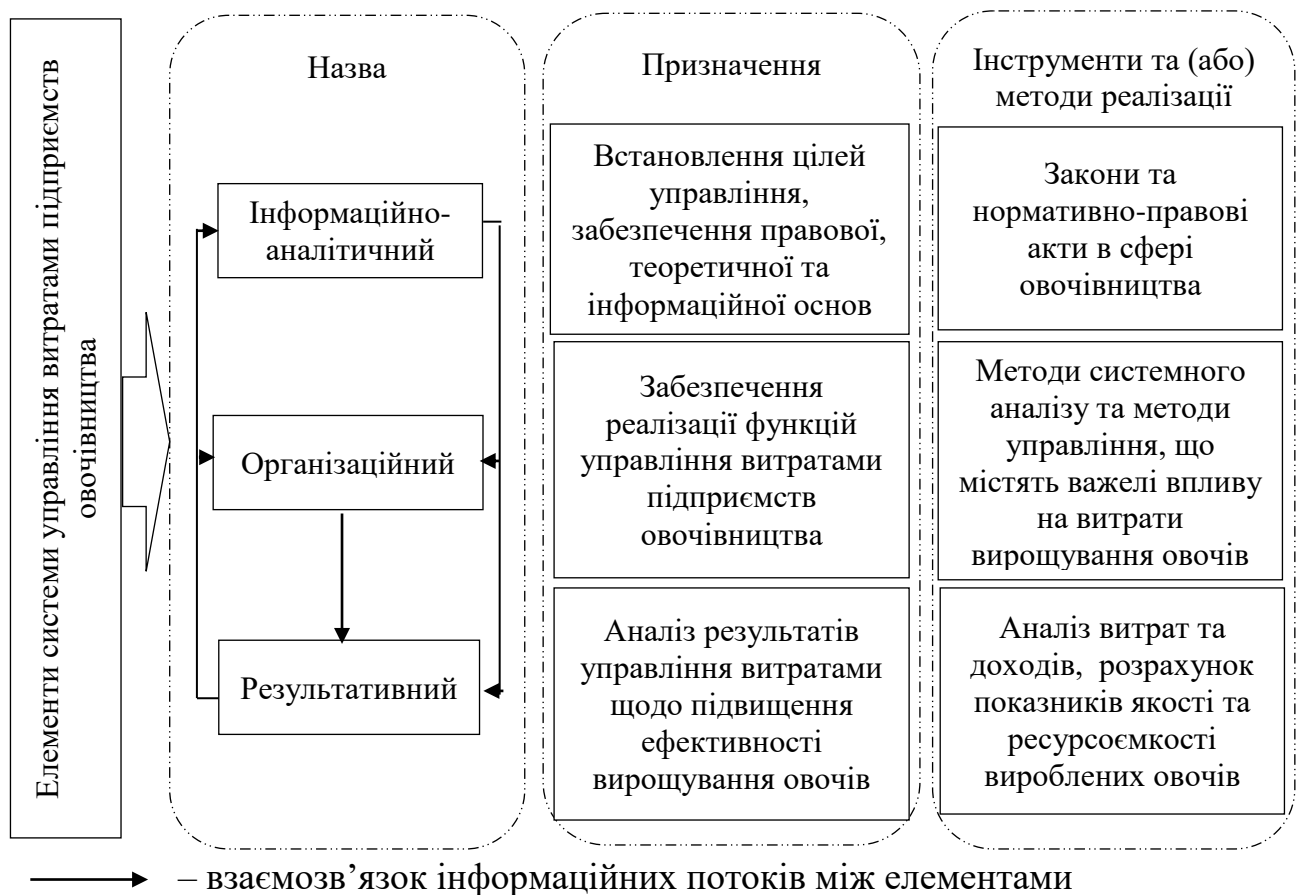 Елементи системи управління витратами підприємств
овочівництва
Назва
Інформаційно-
аналітичний
Організаційний
Результативний
Призначення
Встановлення цілей
управління,
забезпечення правової,
теоретичної та
інформаційної основ
Забезпечення
реалізації функцій
управління витратами
підприємств
овочівництва
Аналіз результатів
управління витратами
щодо підвищення
ефективності
вирощування овочів
Інструменти та (або)
методи реалізації
Закони та
нормативно-правові
акти в сфері
овочівництва
Методи системного
аналізу та методи
управління, що
містять важелі впливу
на витрати
вирощування овочів
Аналіз витрат та
доходів, розрахунок
показників якості та
ресурсоємкості
вироблених овочів
– взаємозв’язок інформаційних потоків між елементами